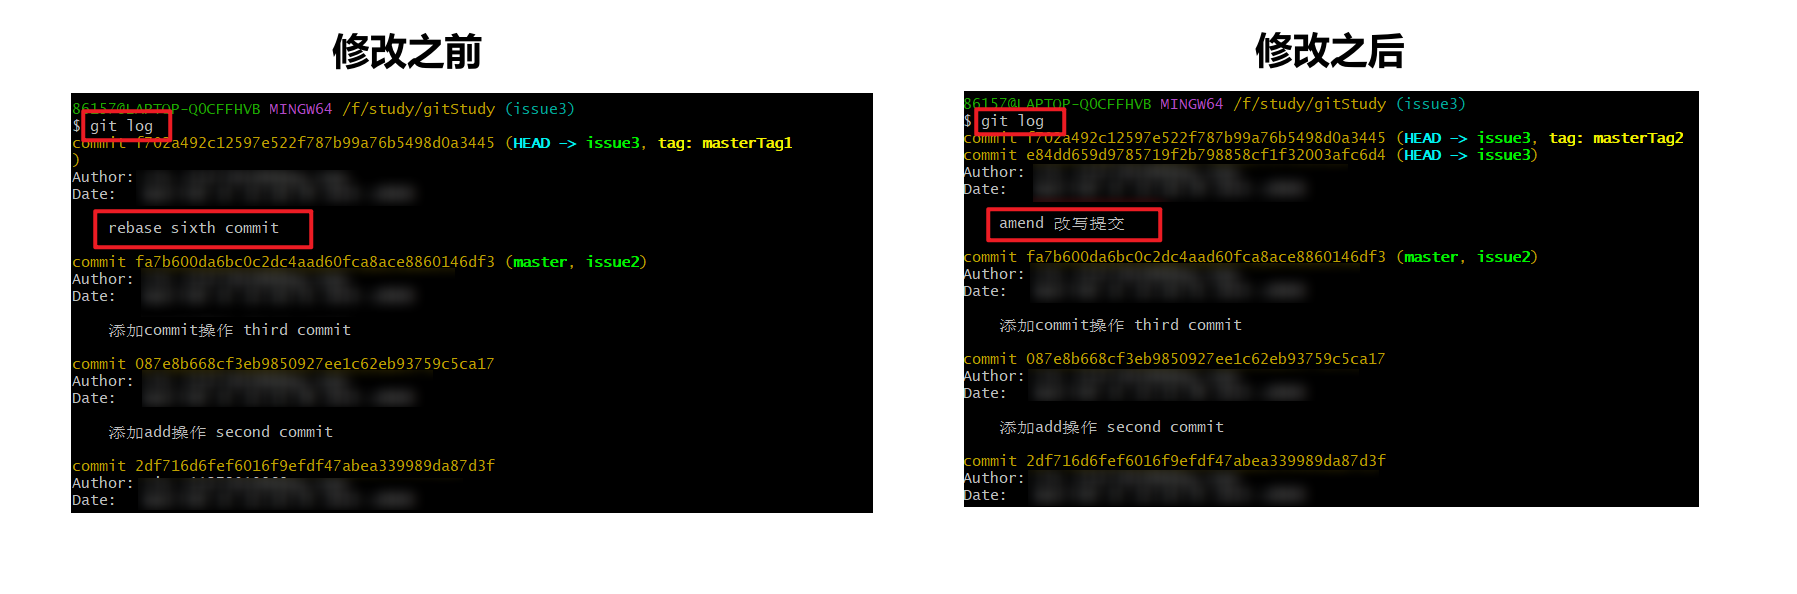 修改之前
86157@LAPTOP-QOCFFHVB MINGW64 /f/study/gitStudy (issue3)
$ git log
commit f702a492c12597e522f787b99a76b5498d0a3445 (HEAD -> issue3, tag: masterTag1
)
Author:
Date:
rebase sixth commit
commit fa7b600da6bc0c2dc4aad60fca8ace8860146df3 (master, issue2)
Author:
Date:
添加commit操作 third commit
commit 087e8b668cf3eb9850927ee1c62eb93759c5ca17
Author:
Date:
添加add操作 second commit
commit 2df716d6fef6016f9efdf47abea339989da87d3f
Author:
Date:
修改之后
86157@LAPTOP-QOCFFHVB MINGW64 /f/study/gitStudy (issue3)
$ git log
commit f702a492c12597e522f787b99a76b5498d0a3445 (HEAD -> issue3, tag: masterTag2
commit e84dd659d9785719f2b798858cf1f32003afc6d4 (HEAD -> issue3)
Author:
Date:
amend 改写提交
commit fa7b600da6bc0c2dc4aad60fca8ace8860146df3 (master, issue2)
Author:
Date:
添加commit操作 third commit
commit 087e8b668cf3eb9850927ee1c62eb93759c5ca17
Author:
Date:
添加add操作 second commit
commit 2df716d6fef6016f9efdf47abea339989da87d3f
Author:
Date: